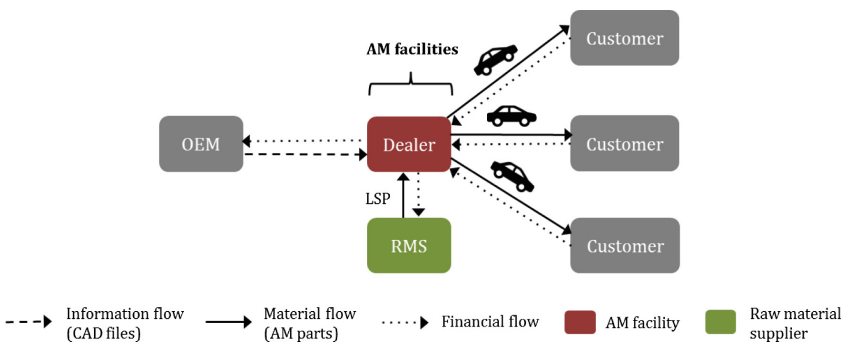 AM facilities
Customer
OEM
Dealer
Customer
LSP
RMS
Customer
Information flow
(CAD files)
Material flow
(AM parts)
Financial flow
AM facility
Raw material
supplier